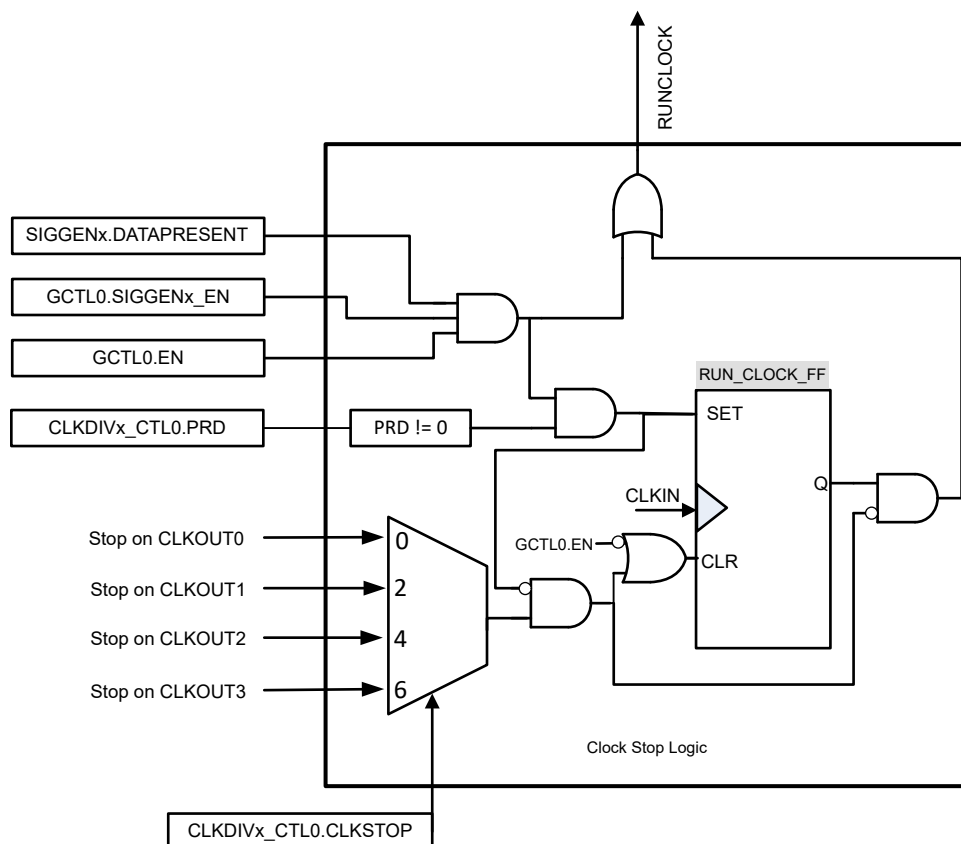 RUNCLOCK
SIGGENx.DATAPRESENT
GCTL0.SIGGENx_EN
GCTL0.EN
RUN_CLOCK_FF
CLKDIVx_CTL0.PRD
PRD != 0
SET
Q
CLKIN
Stop on CLKOUT0
0
GCTL0.EN
CLR
Stop on CLKOUT1
2
Stop on CLKOUT2
4
Stop on CLKOUT3
6
Clock Stop Logic
CLKDIVx_CTL0.CLKSTOP